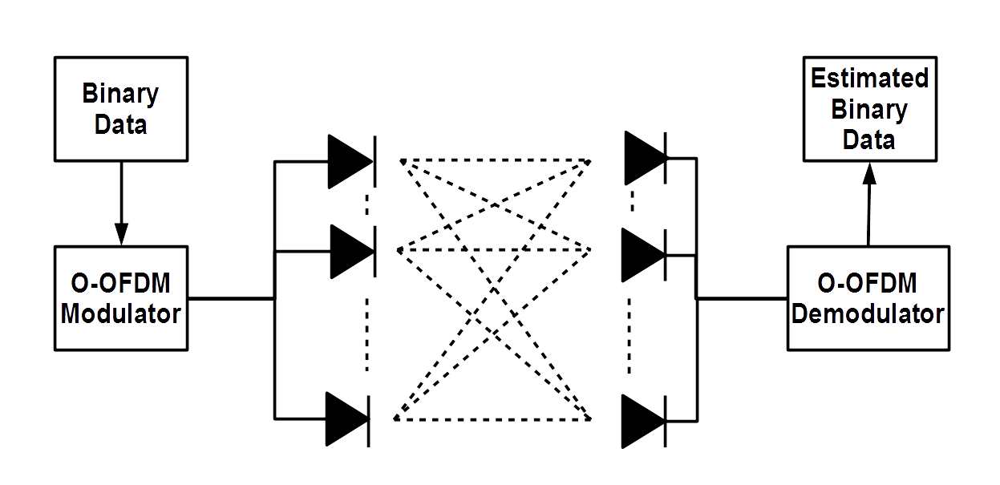 Binary
Data
Estimated
Binary
Data
O-OFDM
Modulator
O-OFDM
Demodulator